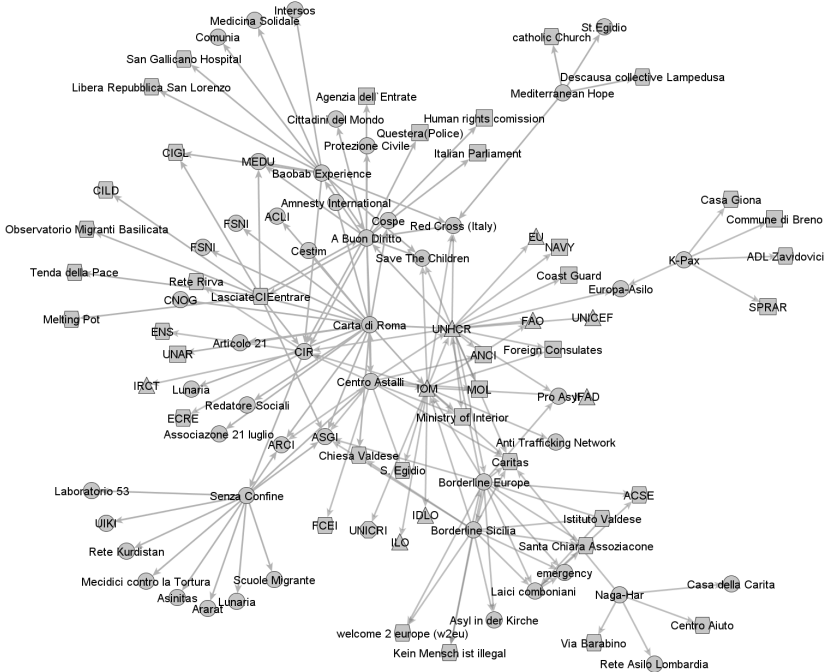 Intersos
Medicina Solidale
St.Egidio
Comunia
catholic Church
San Gallicano Hospital
Descausa collective Lampedusa
Libera Repubblica San Lorenzo
Agenzia dell`Entrate
Mediterranean Hope
Cittadini del Mondo
Human rights comission
Questera(Police)
Protezione Civile
CIGL
MEDU
Italian Parliament
Baobab Experience
CILD
Amnesty International
Casa Giona
ACLI
Cospe
Commune di Breno
FSNI
Red Cross (Italy)
Observatorio Migranti Basilicata
A Buon Diritto
EU
FSNI
Cestim
NAVY
Save The Children
K-Pax
ADL Zavidovici
Tenda della Pace
Rete Rirva
Coast Guard
LasciateCIEentrare
Europa-Asilo
CNOG
SPRAR
Melting Pot
Carta di Roma
UNHCR
FAO
UNICEF
ENS
Articolo 21
UNAR
CIR
ANCI
Foreign Consulates
IRCT
Lunaria
Centro Astalli
IOM
MOL
Pro Asyl
IFAD
Redatore Sociali
ECRE
Ministry of Interior
Associazone 21 luglio
ARCI
ASGI
Anti Trafficking Network
Chiesa Valdese
S. Egidio
Caritas
Laboratorio 53
Senza Confine
Borderline Europe
ACSE
UIKI
FCEI
UNICRI
IDLO
Istituto Valdese
Borderline Sicilia
ILO
Rete Kurdistan
Santa Chiara Assoziacone
Mecidici contro la Tortura
Scuole Migrante
emergency
Laici comboniani
Naga-Har
Casa della Carita
Asinitas
Ararat
Lunaria
Asyl in der Kirche
Centro Aiuto
welcome 2 europe (w2eu)
Via Barabino
Kein Mensch ist illegal
Rete Asilo Lombardia